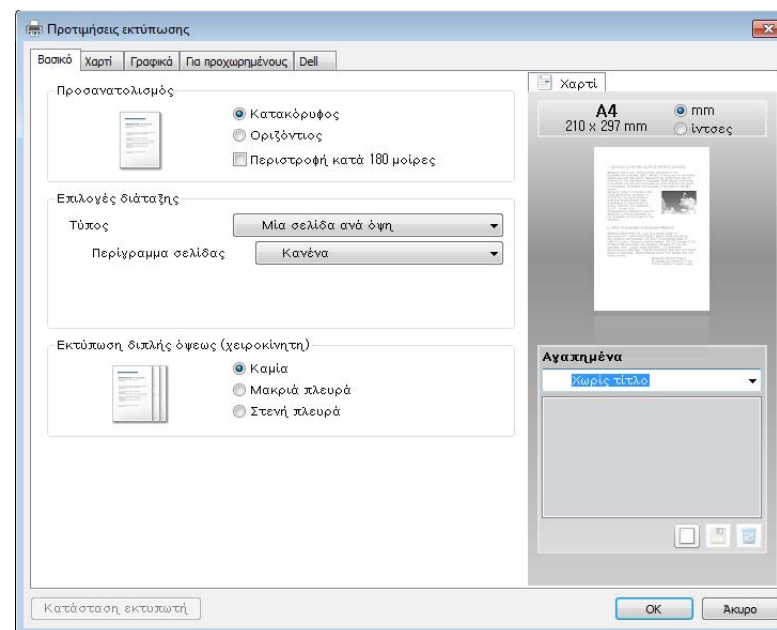 Προτιμήσεις εκτύπωσης
Βασικό Χαρτί Γραφικά Για προχωρημένους Dell
Προσανατολισμός
Κατακόρυφος
Οριζόντιος
Περιστροφή κατά 180 μοίρες
Επιλογές διάταξης
Τύπος Μία σελίδα ανά όψη
Περίγραμμα σελίδας Κανένα
Εκτύπωση διπλής όψεως (χειροκίνητη)
Καμία
Μακριά πλευρά
Στενή πλευρά
Χαρτί
A4
210 x 297 mm
mm
ίντσες
Αγαπημένα
Χωρίς τίτλο
Κατάσταση εκτυπωτή
OK Άκυρο